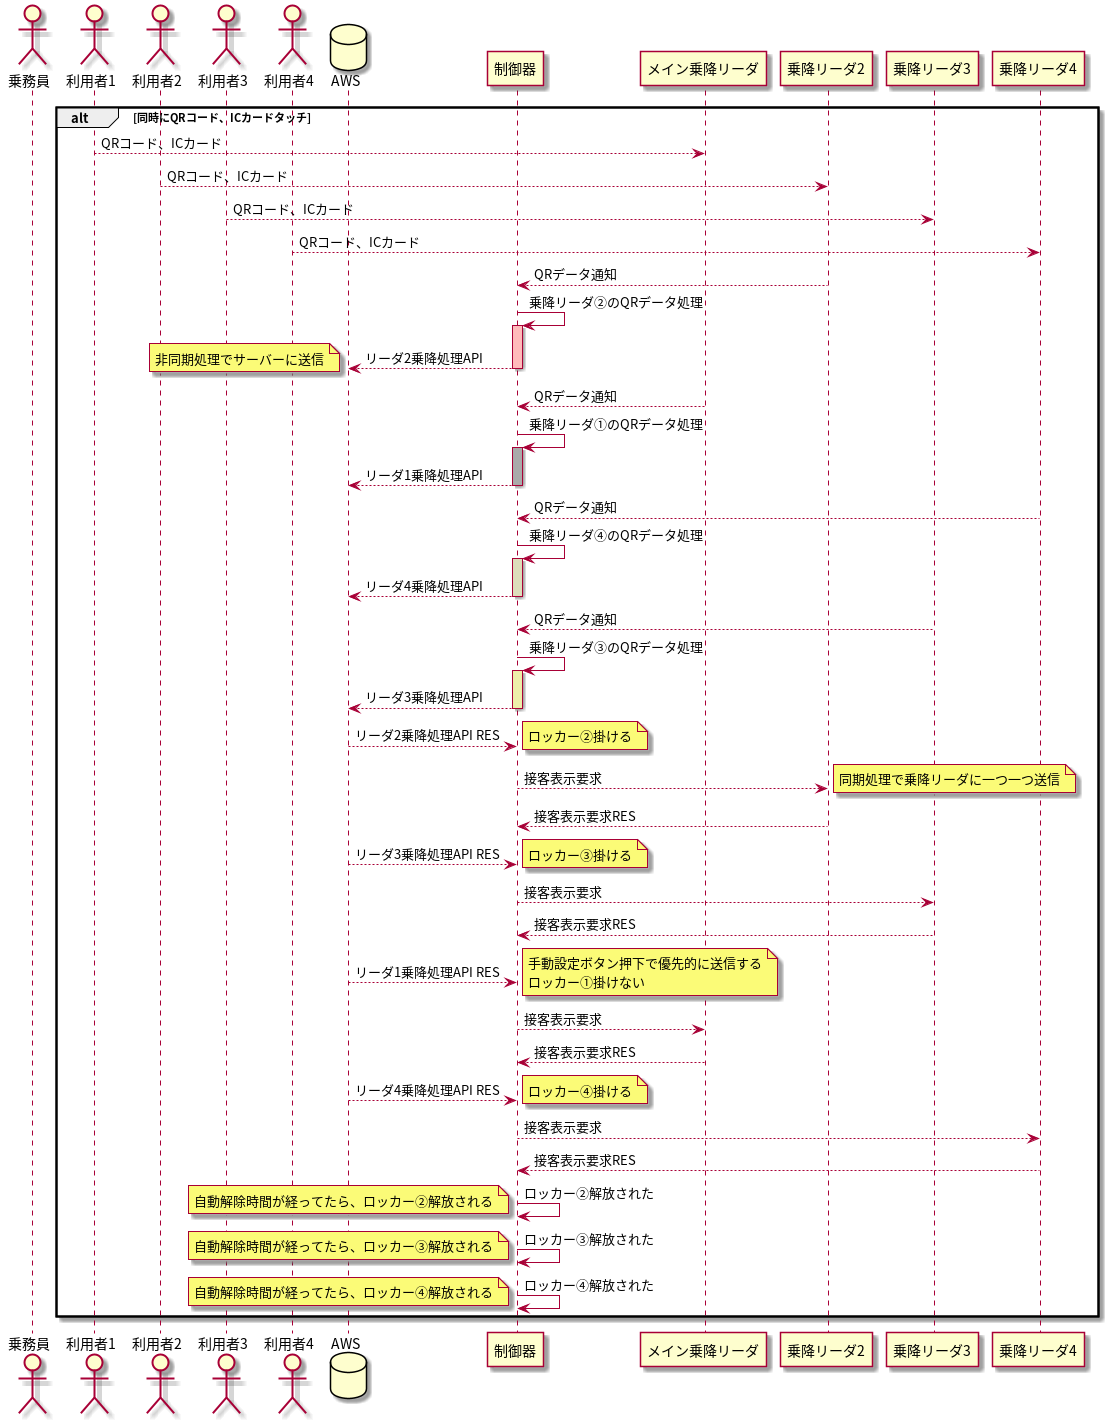 乗務員 利用者1 利用者2 利用者3 利用者4 AWS 制御器 メイン乗降リーダ 乗降リーダ2 乗降リーダ3 乗降リーダ4
alt [同時にQRコード、ICカードタッチ]
QRコード、ICカード
QRコード、ICカード
QRコード、ICカード
QRコード、ICカード
QRデータ通知
乗降リーダ②のQRデータ処理
非同期処理でサーバーに送信 リーダ2乗降処理API
QRデータ通知
乗降リーダ①のQRデータ処理
リーダ1乗降処理API
QRデータ通知
乗降リーダ④のQRデータ処理
リーダ4乗降処理API
QRデータ通知
乗降リーダ③のQRデータ処理
リーダ3乗降処理API
リーダ2乗降処理API RES ロッカー②掛ける
接客表示要求 同期処理で乗降リーダに一つ一つ送信
接客表示要求RES
リーダ3乗降処理API RES ロッカー③掛ける
接客表示要求
接客表示要求RES
リーダ1乗降処理API RES 手動設定ボタン押下で優先的に送信する
ロッカー①掛けない
接客表示要求
接客表示要求RES
リーダ4乗降処理API RES ロッカー④掛ける
接客表示要求
接客表示要求RES
自動解除時間が経ってたら、ロッカー②解放される ロッカー②解放された
自動解除時間が経ってたら、ロッカー③解放される ロッカー③解放された
自動解除時間が経ってたら、ロッカー④解放される ロッカー④解放された
乗務員 利用者1 利用者2 利用者3 利用者4 AWS 制御器 メイン乗降リーダ 乗降リーダ2 乗降リーダ3 乗降リーダ4